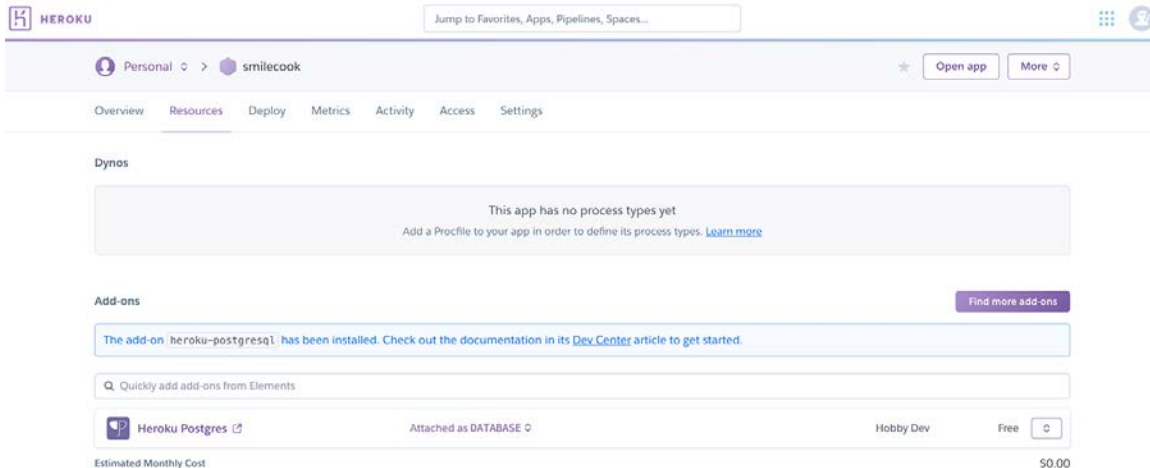 HEROKU
Jump to Favorites, Apps, Pipelines, Spaces...
Personal > smilecook
Open app
More
Overview Resources Deploy Metrics Activity Access Settings
Dynos
This app has no process types yet
Add a Procfile to your app in order to define its process types. Learn more
Add-ons
Find more add-ons
The add-on heroku-postgresql has been installed. Check out the documentation in its Dev Center article to get started.
Quickly add add-ons from Elements
Heroku Postgres Attached as DATABASE Hobby Dev Free
Estimated Monthly Cost $0.00